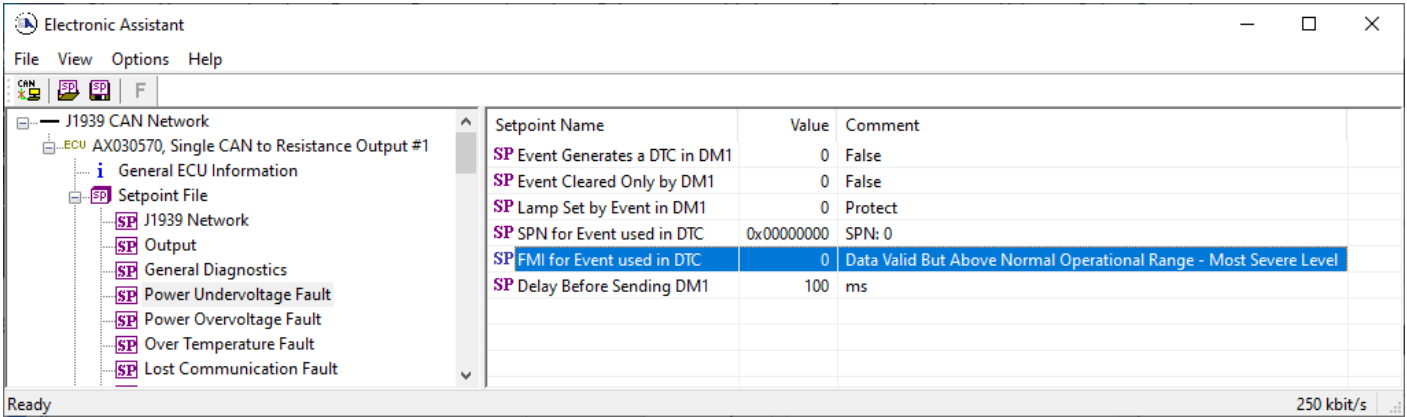 Electronic Assistant
File View Options Help
CAN SP SP F
J1939 CAN Network
ECU AX030570, Single CAN to Resistance Output #1
i General ECU Information
SP Setpoint File
SP J1939 Network
SP Output
SP General Diagnostics
SP Power Undervoltage Fault
SP Power Overvoltage Fault
SP Over Temperature Fault
SP Lost Communication Fault
Setpoint Name Value Comment
SP Event Generates a DTC in DM1 0 False
SP Event Cleared Only by DM1 0 False
SP Lamp Set by Event in DM1 0 Protect
SP SPN for Event used in DTC 0x00000000 SPN: 0
SP FMI for Event used in DTC 0 Data Valid But Above Normal Operational Range - Most Severe Level
SP Delay Before Sending DM1 100 ms
Ready 250 kbit/s